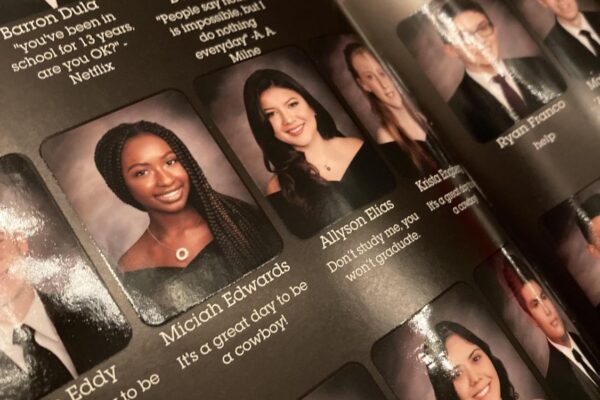 Barron Dula
"you've been in
school for 13 years,
are you OK?" -
Netflix
"People say no
is impossible, but I
do nothing
everyday" -A.A.
Milne
Ryan Franco
help
Krista
It's a great day to be
a cowboy!
Allyson Elias
Don't study me, you
won't graduate.
Miciah Edwards
It's a great day to be
a cowboy!
Eddy
to be